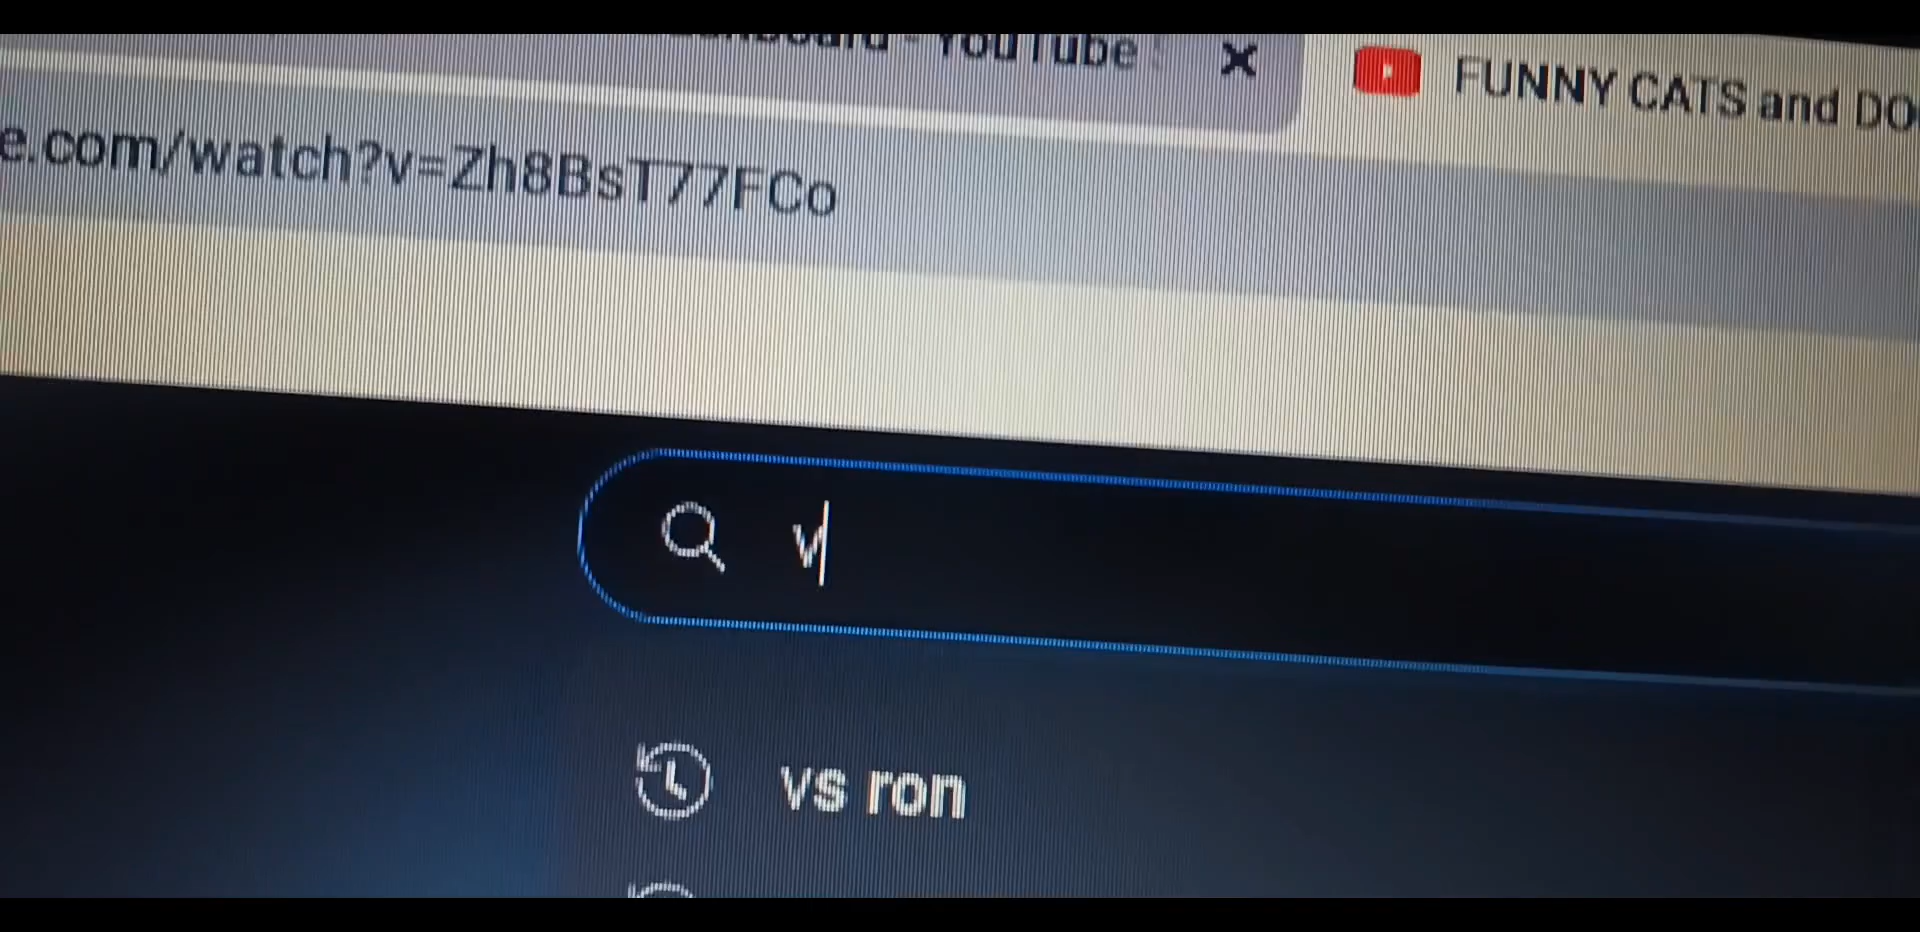 YouTube
FUNNY CATS and DO
e.com/watch?v=Zh8BsT77FCo
v
vs ron